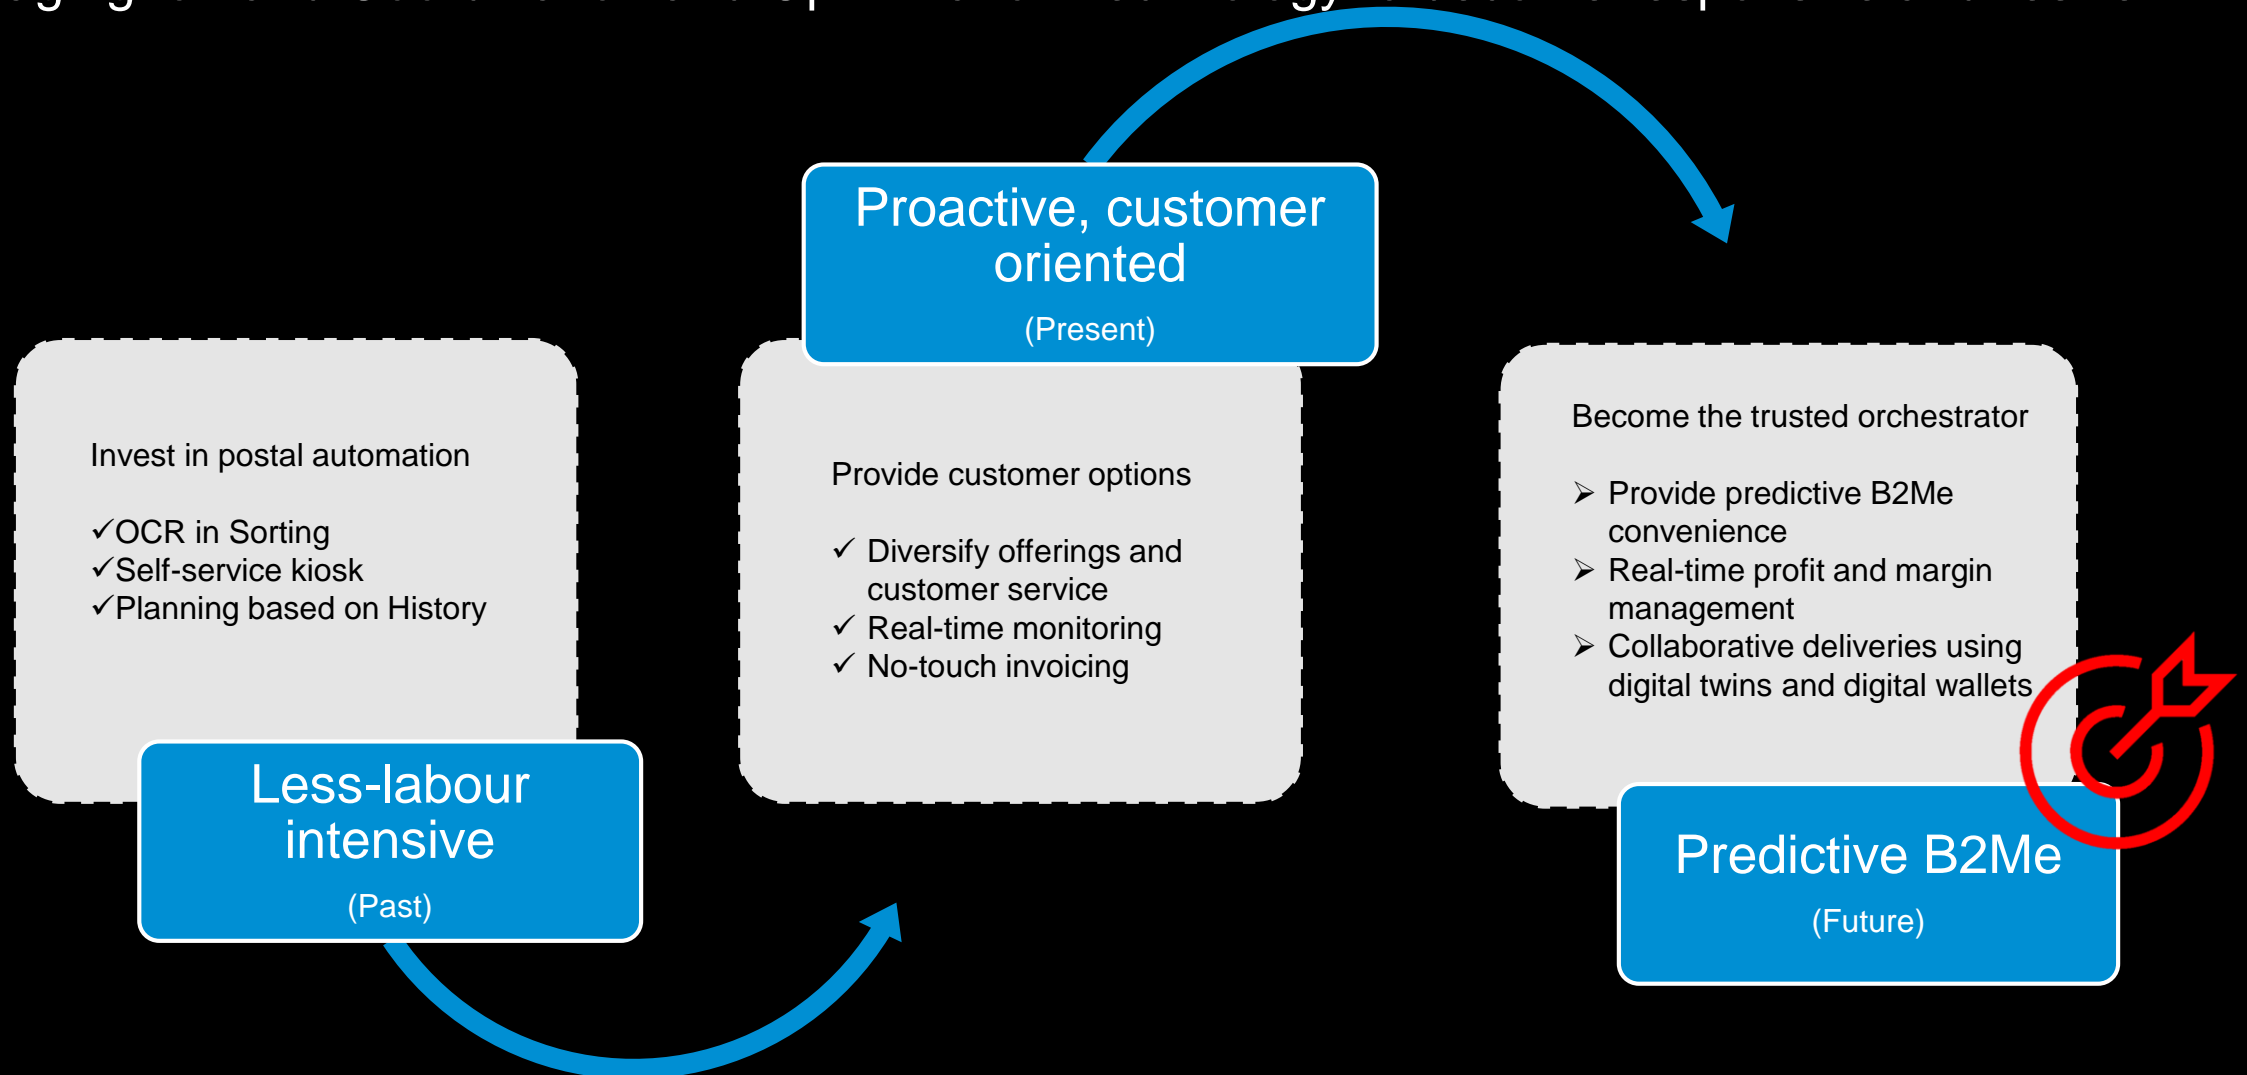 Invest in postal automation
✓OCR in Sorting
✓Self-service kiosk
✓Planning based on History
Less-labour
intensive
(Past)
Proactive, customer
oriented
(Present)
Provide customer options
✓ Diversify offerings and
customer service
✓ Real-time monitoring
✓ No-touch invoicing
Become the trusted orchestrator
➢ Provide predictive B2Me
convenience
➢ Real-time profit and margin
management
➢ Collaborative deliveries using
digital twins and digital wallets
Predictive B2Me
(Future)